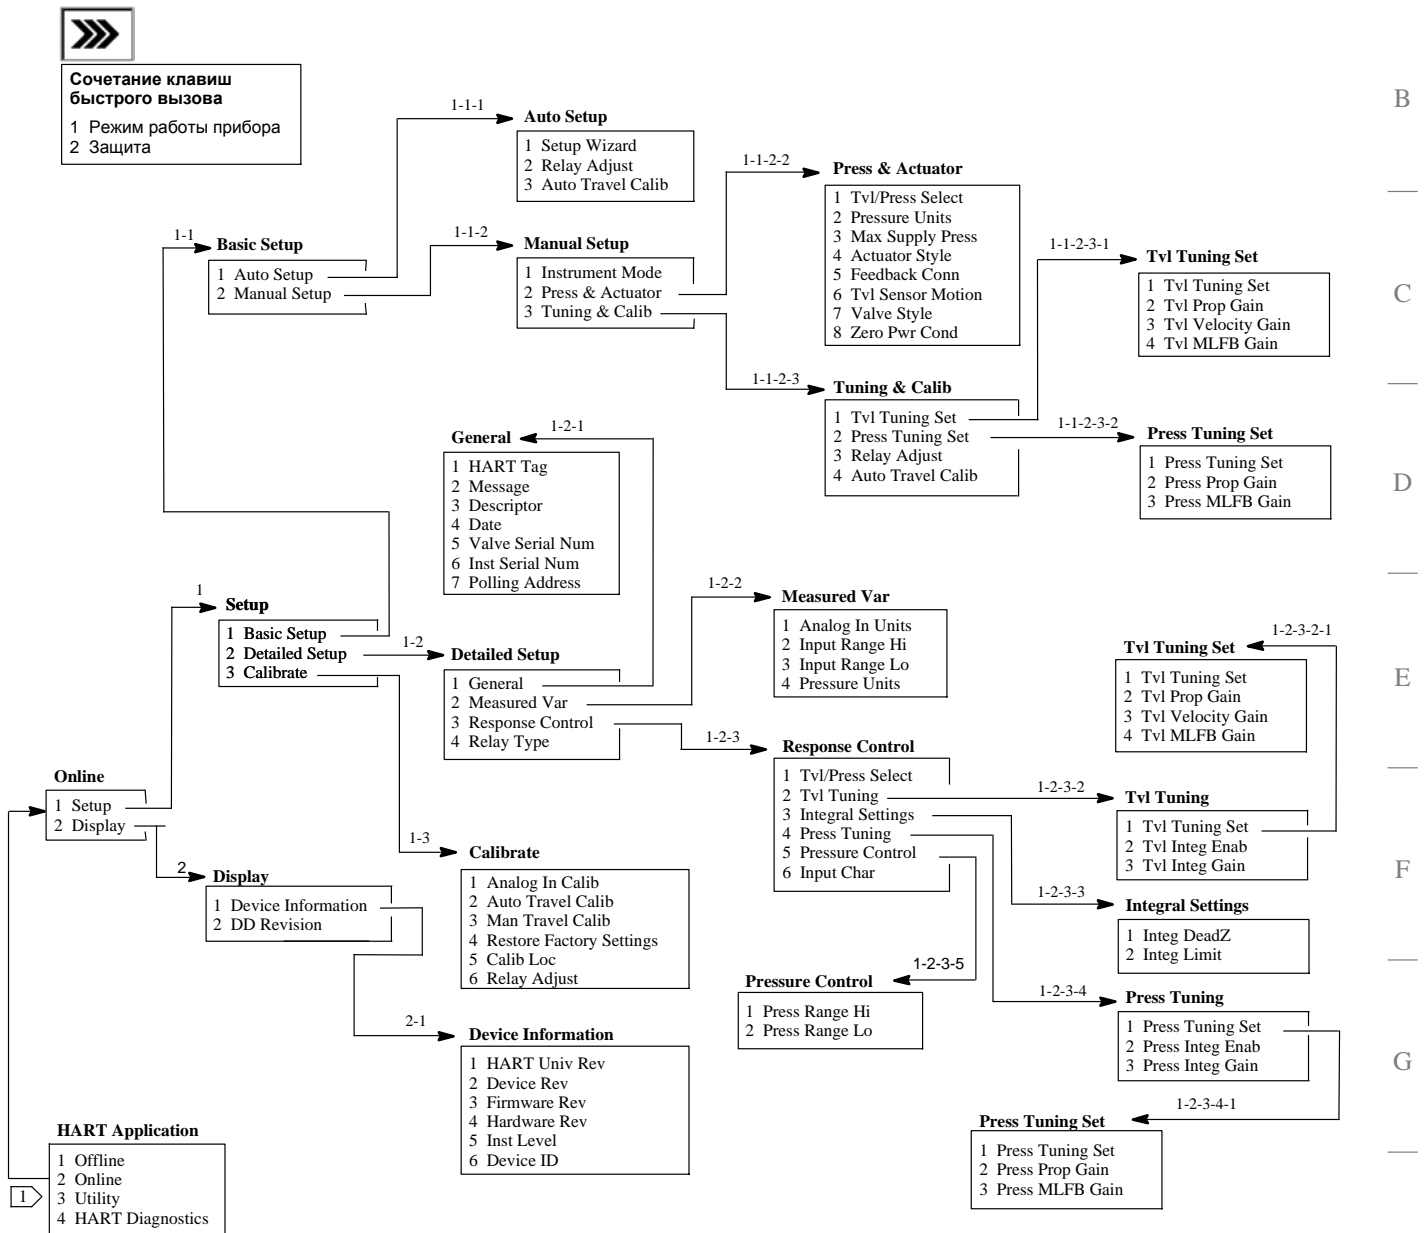 Сочетание клавиш
быстрого вызова
1 Режим работы прибора
2 Защита
B
1-1-1
Auto Setup
1 Setup Wizard
2 Relay Adjust
3 Auto Travel Calib
1-1-2-2
Press & Actuator
1 Tvl/Press Select
2 Pressure Units
3 Max Supply Press
4 Actuator Style
5 Feedback Conn
6 Tvl Sensor Motion
7 Valve Style
8 Zero Pwr Cond
1-1
Basic Setup
1 Auto Setup
2 Manual Setup
1-1-2
Manual Setup
1 Instrument Mode
2 Press & Actuator
3 Tuning & Calib
1-1-2-3-1
Tvl Tuning Set
1 Tvl Tuning Set
2 Tvl Prop Gain
3 Tvl Velocity Gain
4 Tvl MLFB Gain
C
1-1-2-3
Tuning & Calib
1 Tvl Tuning Set
2 Press Tuning Set
3 Relay Adjust
4 Auto Travel Calib
1-1-2-3-2
Press Tuning Set
1 Press Tuning Set
2 Press Prop Gain
3 Press MLFB Gain
D
1-2-1
General
1 HART Tag
2 Message
3 Descriptor
4 Date
5 Valve Serial Num
6 Inst Serial Num
7 Polling Address
1
Setup
1 Basic Setup
2 Detailed Setup
3 Calibrate
1-2
Detailed Setup
1 General
2 Measured Var
3 Response Control
4 Relay Type
1-2-2
Measured Var
1 Analog In Units
2 Input Range Hi
3 Input Range Lo
4 Pressure Units
1-2-3-2-1
Tvl Tuning Set
1 Tvl Tuning Set
2 Tvl Prop Gain
3 Tvl Velocity Gain
4 Tvl MLFB Gain
E
1-2-3
Response Control
1 Tvl/Press Select
2 Tvl Tuning
3 Integral Settings
4 Press Tuning
5 Pressure Control
6 Input Char
1-2-3-2
Tvl Tuning
1 Tvl Tuning Set
2 Tvl Integ Enab
3 Tvl Integ Gain
F
Online
1 Setup
2 Display
2
Display
1 Device Information
2 DD Revision
1-3
Calibrate
1 Analog In Calib
2 Auto Travel Calib
3 Man Travel Calib
4 Restore Factory Settings
5 Calib Loc
6 Relay Adjust
1-2-3-3
Integral Settings
1 Integ DeadZ
2 Integ Limit
1-2-3-5
Pressure Control
1 Press Range Hi
2 Press Range Lo
1-2-3-4
Press Tuning
1 Press Tuning Set
2 Press Integ Enab
3 Press Integ Gain
G
2-1
Device Information
1 HART Univ Rev
2 Device Rev
3 Firmware Rev
4 Hardware Rev
5 Inst Level
6 Device ID
1-2-3-4-1
Press Tuning Set
1 Press Tuning Set
2 Press Prop Gain
3 Press MLFB Gain
HART Application
1 Offline
2 Online
3 Utility
4 HART Diagnostics
1